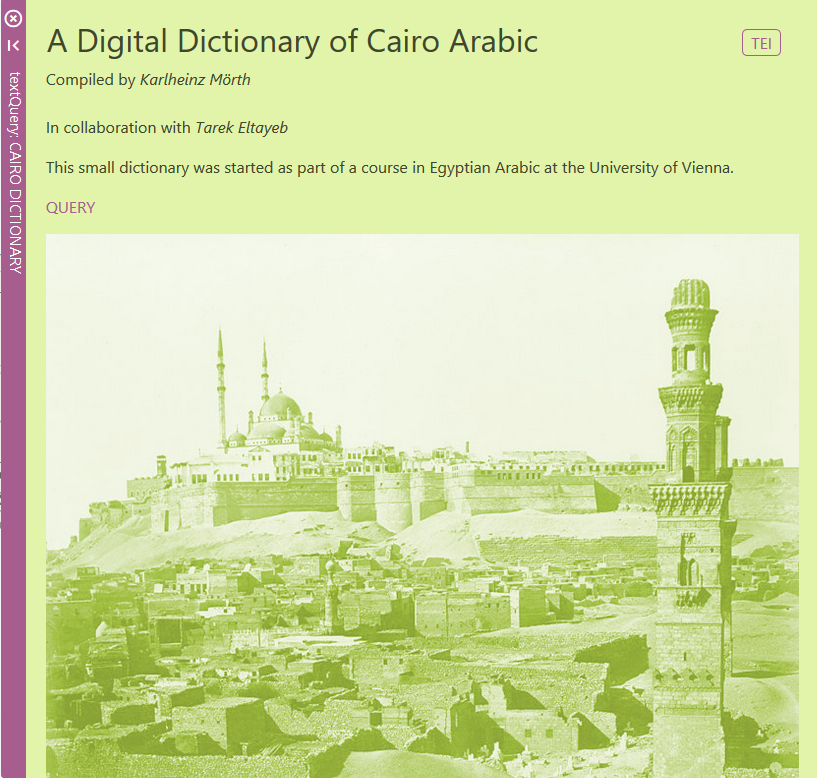 A Digital Dictionary of Cairo Arabic
TEI
Compiled by Karlheinz Mörth
In collaboration with Tarek Eltayeb
This small dictionary was started as part of a course in Egyptian Arabic at the University of Vienna.
QUERY
textQuery: CAIRO DICTIONARY